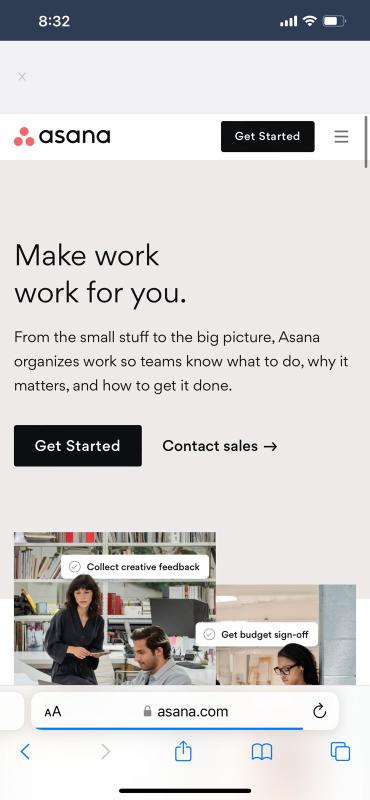 8:32
x
asana
Get Started
Make work
work for you.
From the small stuff to the big picture, Asana
organizes work so teams know what to do, why it
matters, and how to get it done.
Get Started
Contact sales →
Collect creative feedback
Get budget sign-off
AA
asana.com